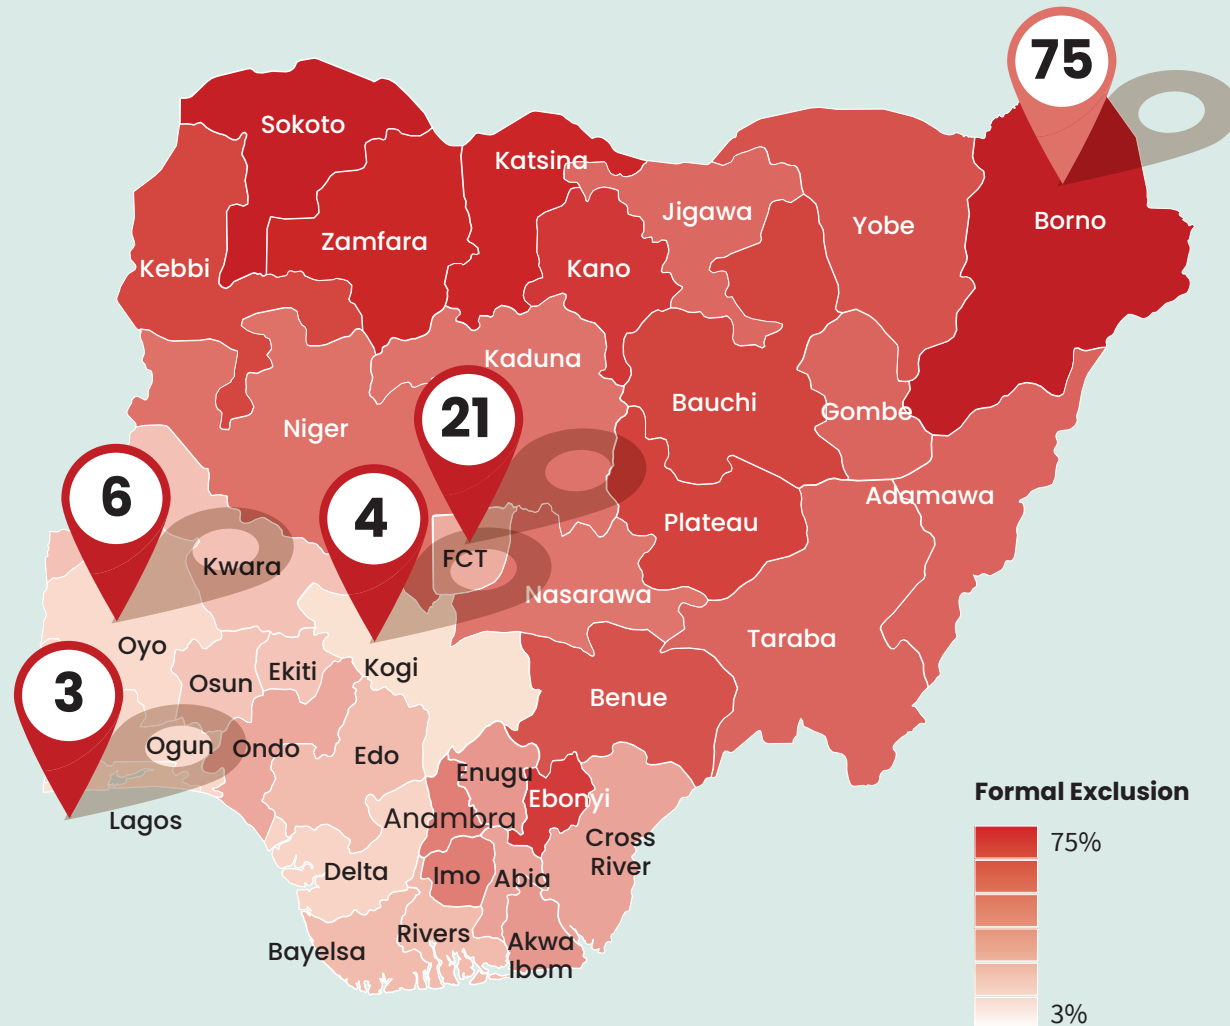 75
Sokoto
Katsina
Jigawa
Yobe
Borno
Zamfara
Kebbi
Kano
Kaduna
Bauchi
Gombe
Niger
21
Adamawa
6
4
Plateau
FCT
Kwara
Nasarawa
Oyo
Taraba
Kogi
Ekiti
Osun
3
Benue
Ogun
Ondo
Edo
Enugu
Ebonyi
Anambra
Lagos
Cross
River
Delta
Imo
Abia
Rivers
Akwa
Ibom
Bayelsa
Formal Exclusion
75%
3%